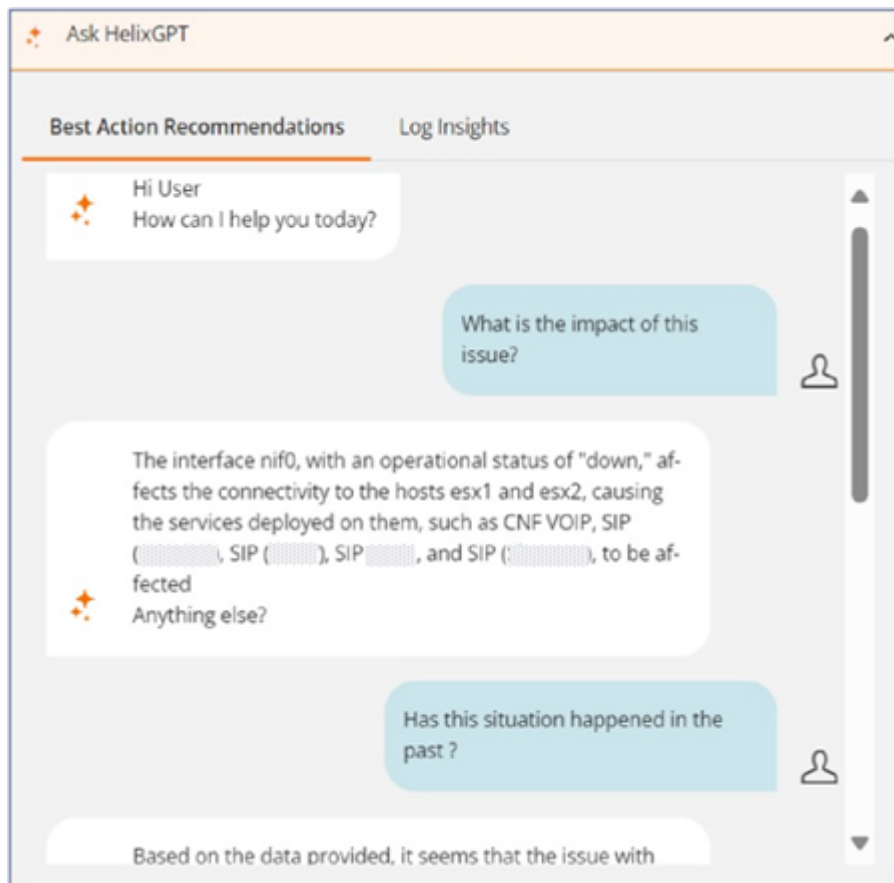 Ask HelixGPT
Best Action Recommendations
Log Insights
Hi User
How can I help you today?
What is the impact of this
issue?
The interface nif0, with an operational status of "down," af-
fects the connectivity to the hosts esx1 and esx2, causing
the services deployed on them, such as CNF VOIP, SIP
(), SIP (), SIP , and SIP (), to be af-
fected
Anything else?
Has this situation happened in the
past ?
Based on the data provided, it seems that the issue with